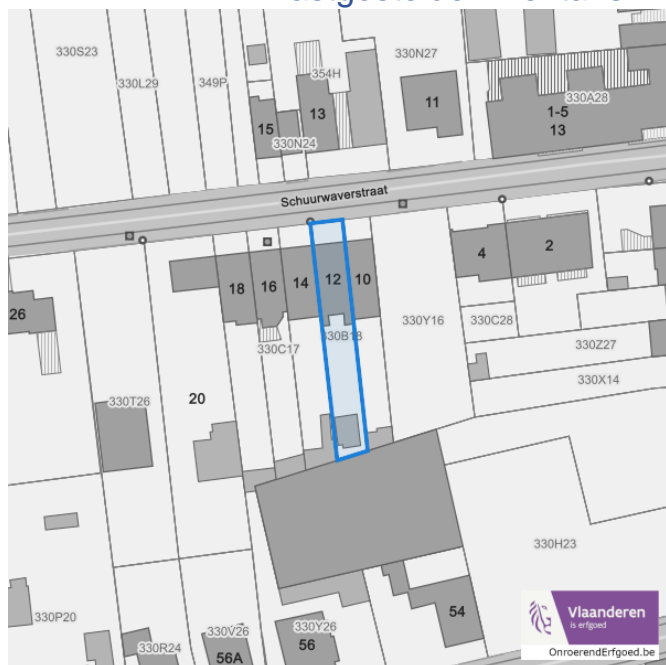 330S23
330L29
349P
354H
330N27
330A28
15
330N24
13
11
1-5
13
Schuurwaverstraat
18
16
14
12
10
4
2
26
330C17
330B18
330Y16
330C28
330Z27
330X14
330T26
20
330H23
330P20
330R24
330V26
56A
330Y26
56
54
Vlaanderen
is erfgoed
OnroerendErfgoed.be